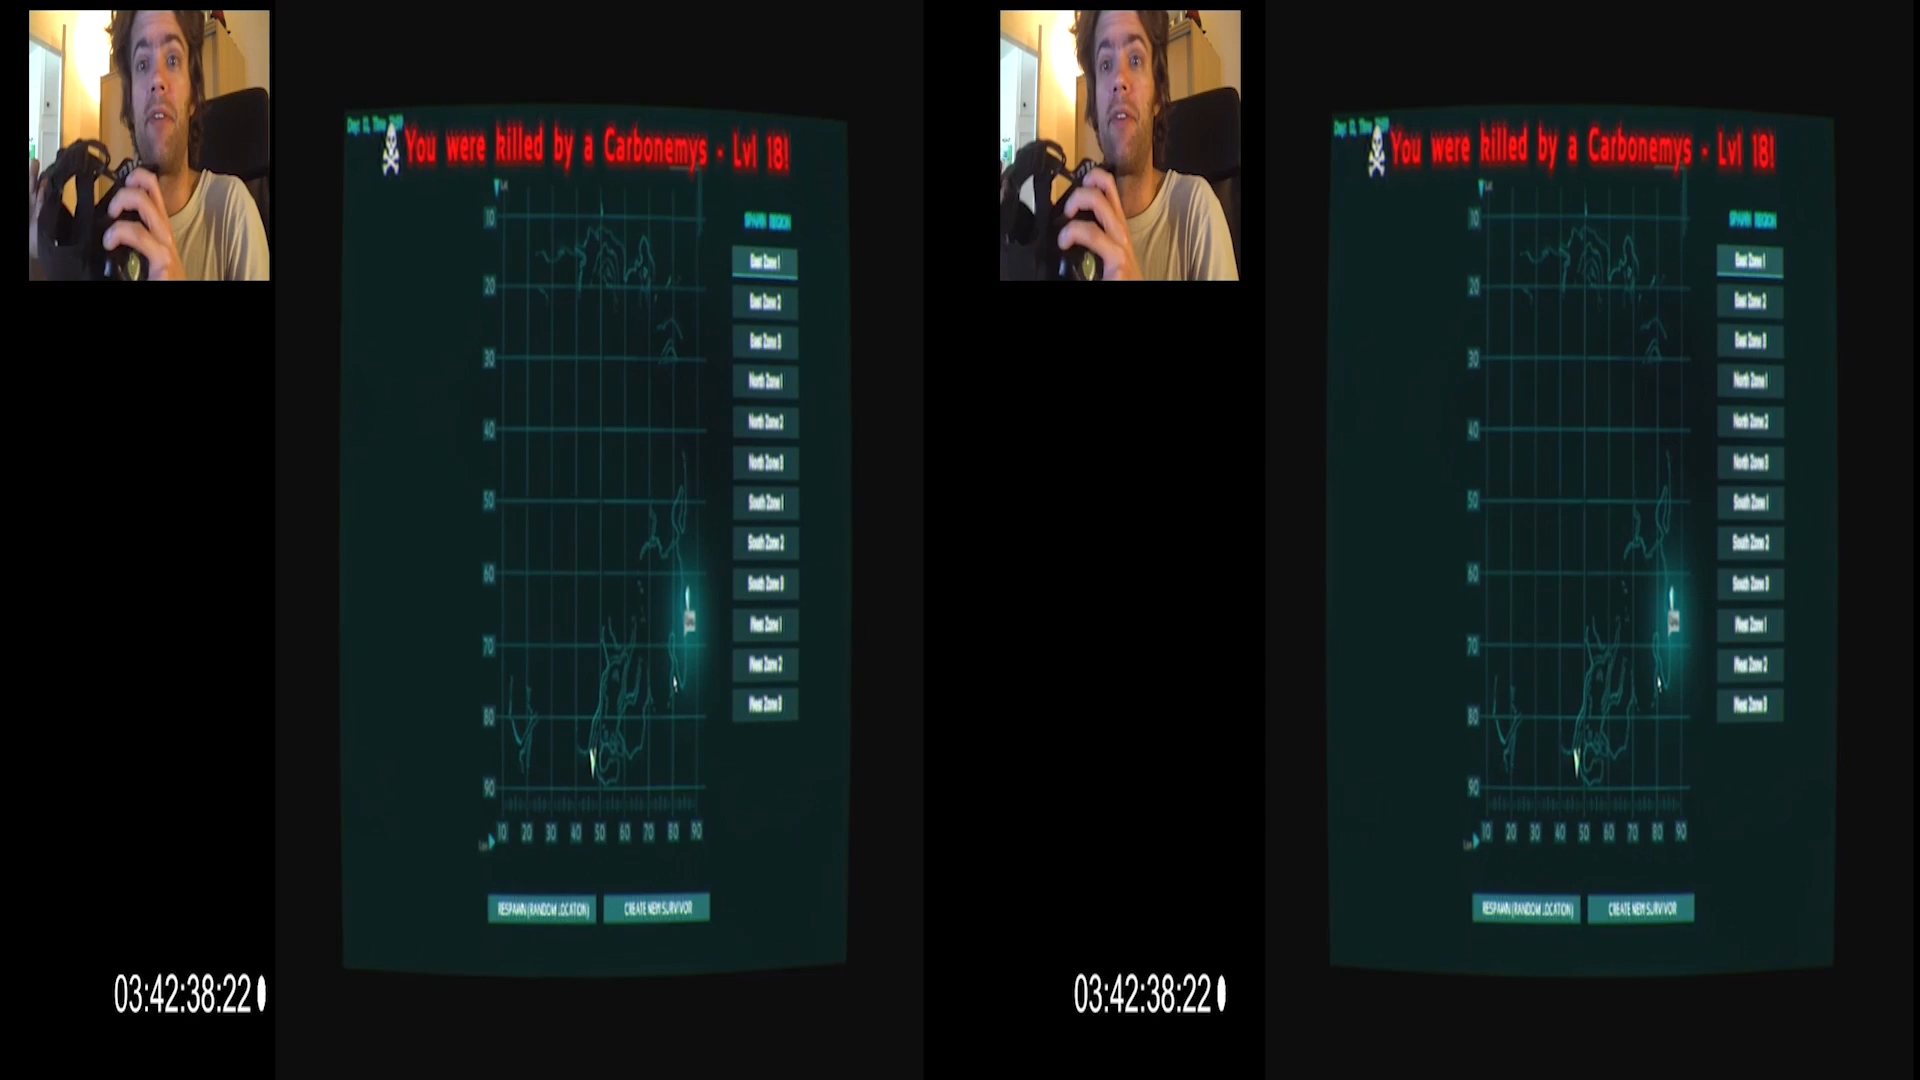 You were killed by a Carbonemys - Lvl 18!
SPAWN REGION
East Zone 1
East Zone 2
East Zone 3
North Zone 1
North Zone 2
North Zone 3
South Zone 1
South Zone 2
South Zone 3
West Zone 1
West Zone 2
West Zone 3
10
20
30
40
50
60
70
80
90
10 20 30 40 50 60 70 80 90
RESPAWN (RANDOM LOCATION) CREATE NEW SURVIVOR
03:42:38:22
You were killed by a Carbonemys - Lvl 18!
SPAWN REGION
East Zone 1
East Zone 2
East Zone 3
North Zone 1
North Zone 2
North Zone 3
South Zone 1
South Zone 2
South Zone 3
West Zone 1
West Zone 2
West Zone 3
10
20
30
40
50
60
70
80
90
10 20 30 40 50 60 70 80 90
RESPAWN (RANDOM LOCATION) CREATE NEW SURVIVOR
03:42:38:22